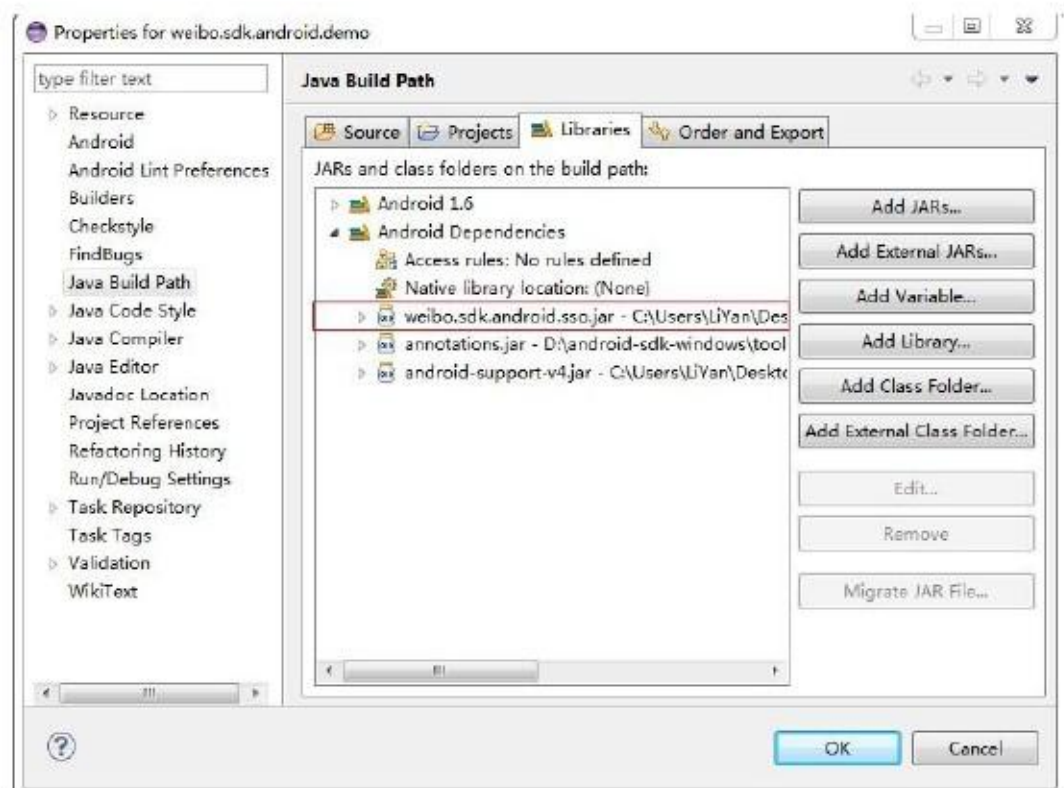 Properties for weibo.sdk.android.demo
type filter text
Resource
Android
Android Lint Preferences
Builders
Checkstyle
FindBugs
Java Build Path
Java Code Style
Java Compiler
Java Editor
Javadoc Location
Project References
Refactoring History
Run/Debug Settings
Task Repository
Task Tags
Validation
WikiText
Java Build Path
Source Projects Libraries Order and Export
JARs and class folders on the build path:
Android 1.6
Android Dependencies
Access rules: No rules defined
Native library location: (None)
weibo.sdk.android.sso.jar - C:\Users\LiYan\Des
annotations.jar - D:\android-sdk-windows\tool
android-support-v4.jar - C:\Users\LiYan\Deskto
Add JARs...
Add External JARs...
Add Variable...
Add Library...
Add Class Folder...
Add External Class Folder...
Edit...
Remove
Migrate JAR File...
OK
Cancel